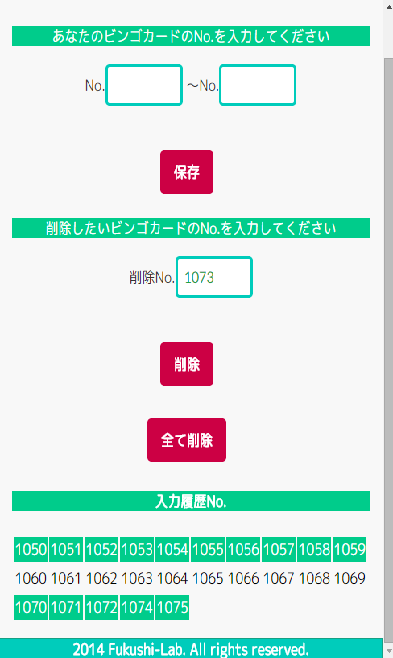 あなたのビンゴカードのNo.を入力してください
No. ～No.
保存
削除したいビンゴカードのNo.を入力してください
削除No. 1073
削除
全て削除
入力履歴No.
1050 1051 1052 1053 1054 1055 1056 1057 1058 1059
1060 1061 1062 1063 1064 1065 1066 1067 1068 1069
1070 1071 1072 1074 1075
2014 Fukushi-Lab. All rights reserved.